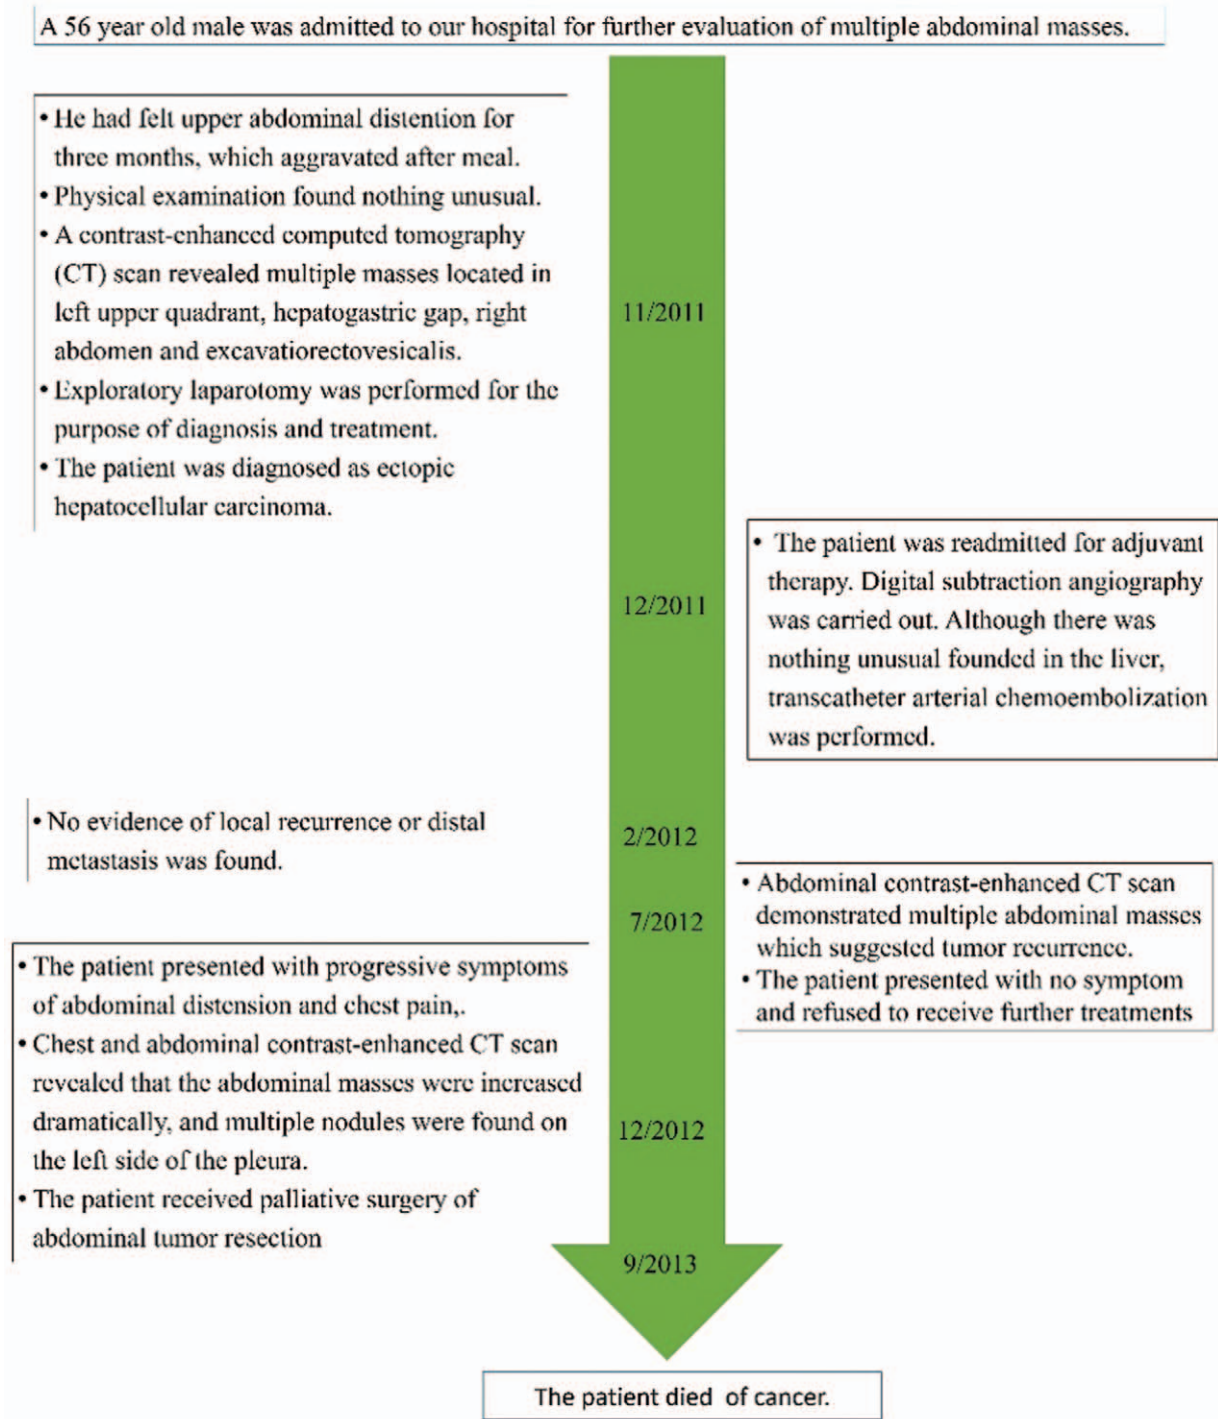 A 56 year old male was admitted to our hospital for further evaluation of multiple abdominal masses.
• He had felt upper abdominal distention for
three months, which aggravated after meal.
• Physical examination found nothing unusual.
• A contrast-enhanced computed tomography
(CT) scan revealed multiple masses located in
left upper quadrant, hepatogastric gap, right
abdomen and excavatiorectovesicalis.
• Exploratory laparotomy was performed for the
purpose of diagnosis and treatment.
• The patient was diagnosed as ectopic
hepatocellular carcinoma.
11/2011
12/2011
• The patient was readmitted for adjuvant
therapy. Digital subtraction angiography
was carried out. Although there was
nothing unusual founded in the liver,
transcatheter arterial chemoembolization
was performed.
• No evidence of local recurrence or distal
metastasis was found.
2/2012
7/2012
• Abdominal contrast-enhanced CT scan
demonstrated multiple abdominal masses
which suggested tumor recurrence.
• The patient presented with no symptom
and refused to receive further treatments
• The patient presented with progressive symptoms
of abdominal distension and chest pain,.
• Chest and abdominal contrast-enhanced CT scan
revealed that the abdominal masses were increased
dramatically, and multiple nodules were found on
the left side of the pleura.
• The patient received palliative surgery of
abdominal tumor resection
12/2012
9/2013
The patient died of cancer.